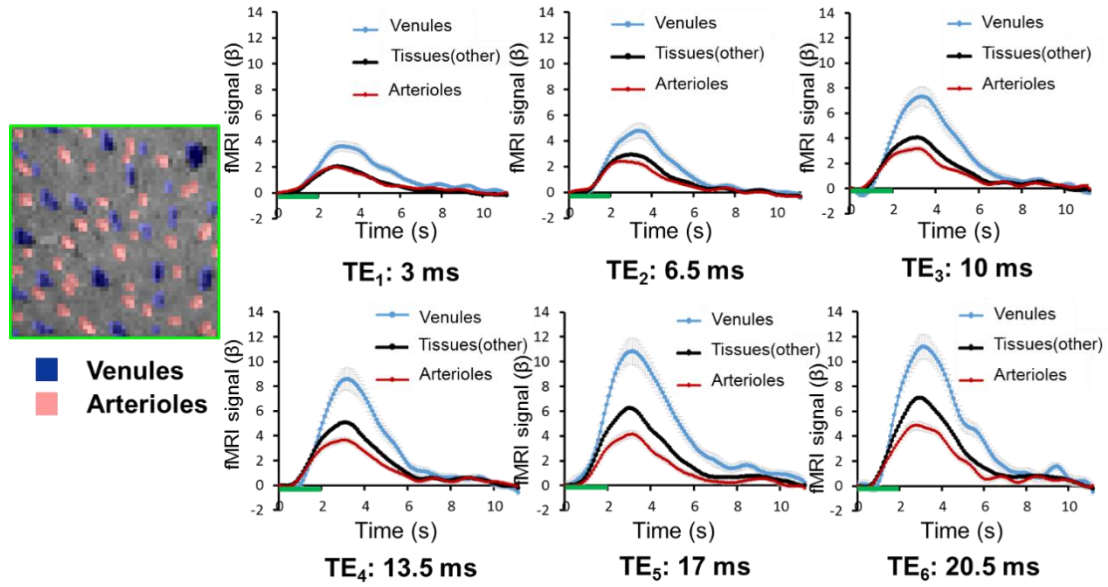 14
12
10
8
6
4
2
0
-2
0 2 4 6 8 10
fMRI signal (β)
Venules
Tissues(other)
Arterioles
Time (s)
TE1: 3 ms
14
12
10
8
6
4
2
0
-2
0 2 4 6 8 10
fMRI signal (β)
Venules
Tissues(other)
Arterioles
Time (s)
TE2: 6.5 ms
14
12
10
8
6
4
2
0
-2
0 2 4 6 8 10
fMRI signal (β)
Venules
Tissues(other)
Arterioles
Time (s)
TE3: 10 ms
Venules
Arterioles
14
12
10
8
6
4
2
0
-2
0 2 4 6 8 10
fMRI signal (β)
Venules
Tissues(other)
Arterioles
Time (s)
TE4: 13.5 ms
14
12
10
8
6
4
2
0
-2
0 2 4 6 8 10
fMRI signal (β)
Venules
Tissues(other)
Arterioles
Time (s)
TE5: 17 ms
14
12
10
8
6
4
2
0
-2
0 2 4 6 8 10
fMRI signal (β)
Venules
Tissues(other)
Arterioles
Time (s)
TE6: 20.5 ms